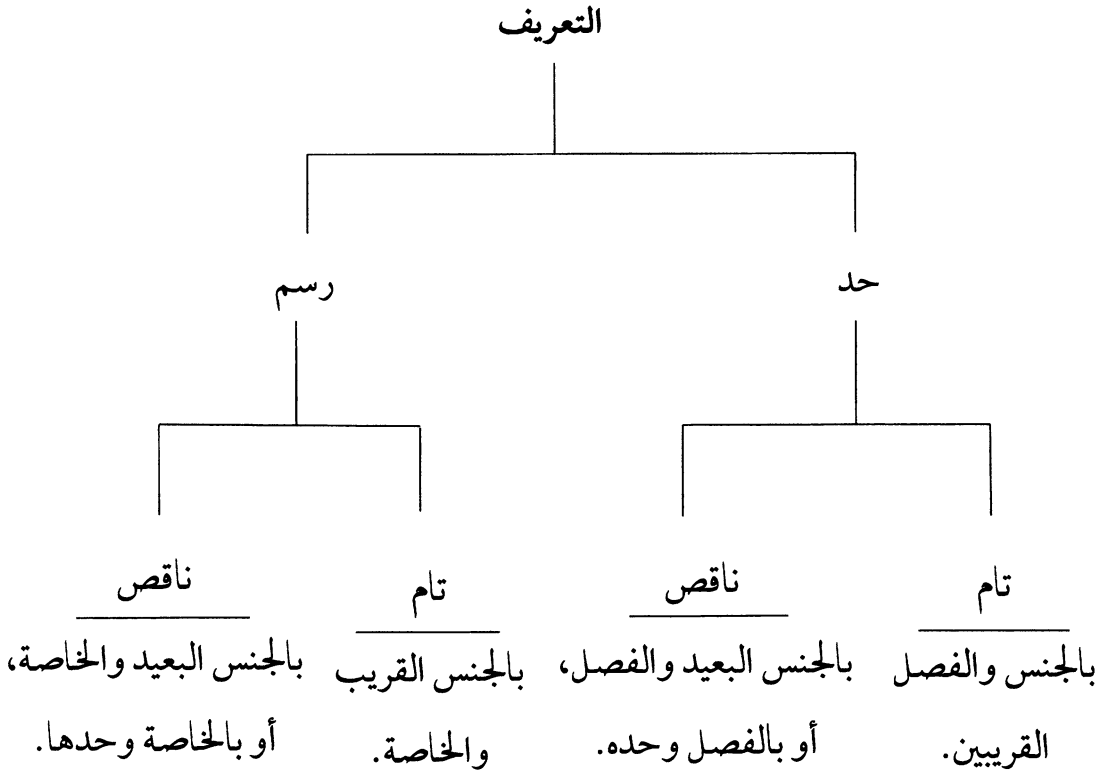 التعريف
حد
رسم
تام
بالجنس والفصل
القريبين.
ناقص
بالجنس البعيد والفصل،
أو بالفصل وحده.
تام
بالجنس القريب
والخاصة.
ناقص
بالجنس البعيد والخاصة،
أو بالخاصة وحدها.